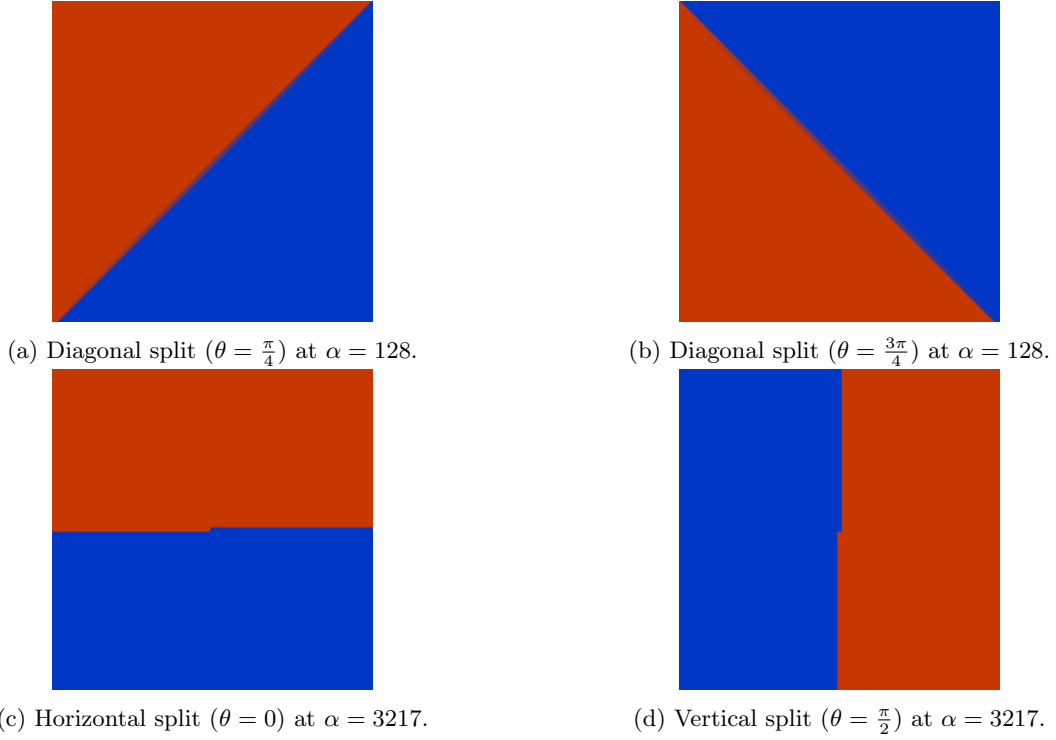 (a) Diagonal split (θ = π/4) at α = 128.
(b) Diagonal split (θ = 3π/4) at α = 128.
(c) Horizontal split (θ = 0) at α = 3217.
(d) Vertical split (θ = π/2) at α = 3217.